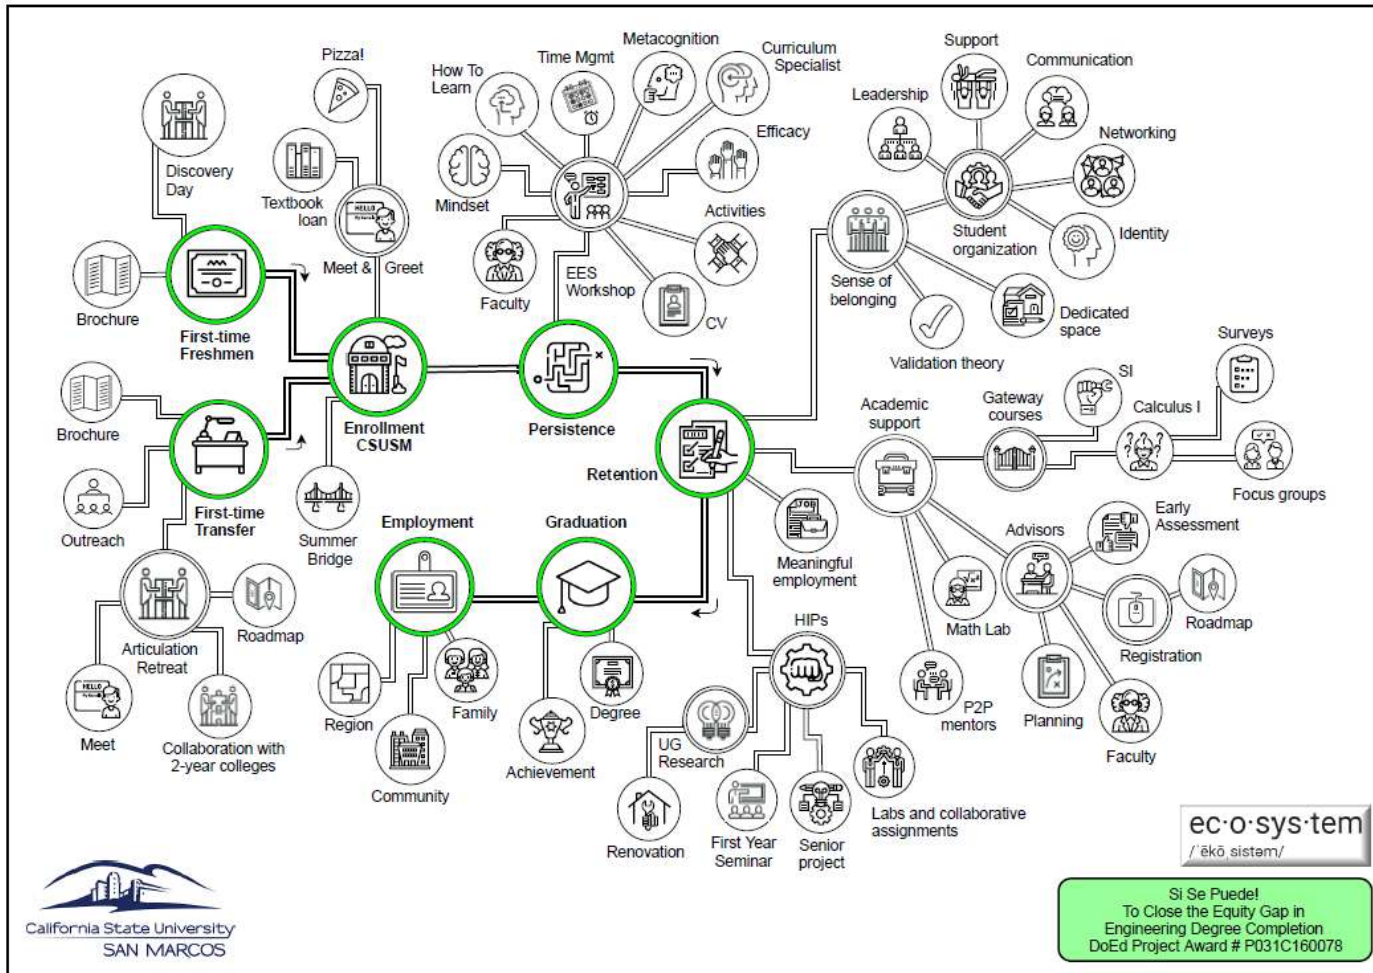 Pizza!
How To
Learn
Time Mgmt
Metacognition
Curriculum
Specialist
Support
Communication
Leadership
Networking
Efficacy
Discovery
Day
Textbook
loan
HELLO
Mindset
Activities
Identity
Student
organization
Meet & Greet
Faculty
EES
Workshop
CV
Sense of
belonging
Dedicated
space
Validation theory
Brochure
First-time
Freshmen
Surveys
SI
Gateway
courses
Calculus I
Academic
support
Brochure
Enrollment
CSUSM
Persistence
Retention
Focus groups
Outreach
First-time
Transfer
Summer
Bridge
Employment
Graduation
JOB
Meaningful
employment
Advisors
Early
Assessment
Articulation
Retreat
Roadmap
HIPs
Math Lab
Roadmap
Registration
HELLO
Meet
Collaboration with
2-year colleges
Region
Family
Community
Degree
Achievement
UG
Research
P2P
mentors
Planning
Faculty
Renovation
First Year
Seminar
Senior
project
Labs and collaborative
assignments
ec·o·sys·tem
/ˈēkōˌsistəm/
California State University
SAN MARCOS
Si Se Puede!
To Close the Equity Gap in
Engineering Degree Completion
DoEd Project Award # P031C160078